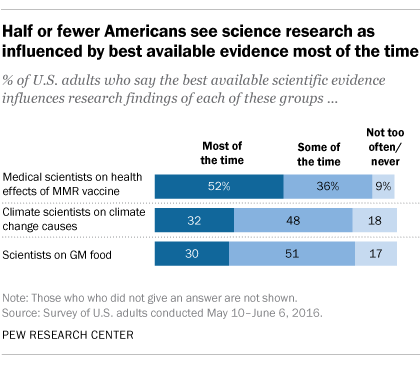 Half or fewer Americans see science research as
influenced by best available evidence most of the time
% of U.S. adults who say the best available scientific evidence
influences research findings of each of these groups ...
Most of
the time
Some of
the time
Not too
often/
never
Medical scientists on health
effects of MMR vaccine
52%
36%
9%
Climate scientists on climate
change causes
32
48
18
Scientists on GM food
30
51
17
Note: Those who who did not give an answer are not shown.
Source: Survey of U.S. adults conducted May 10–June 6, 2016.
PEW RESEARCH CENTER